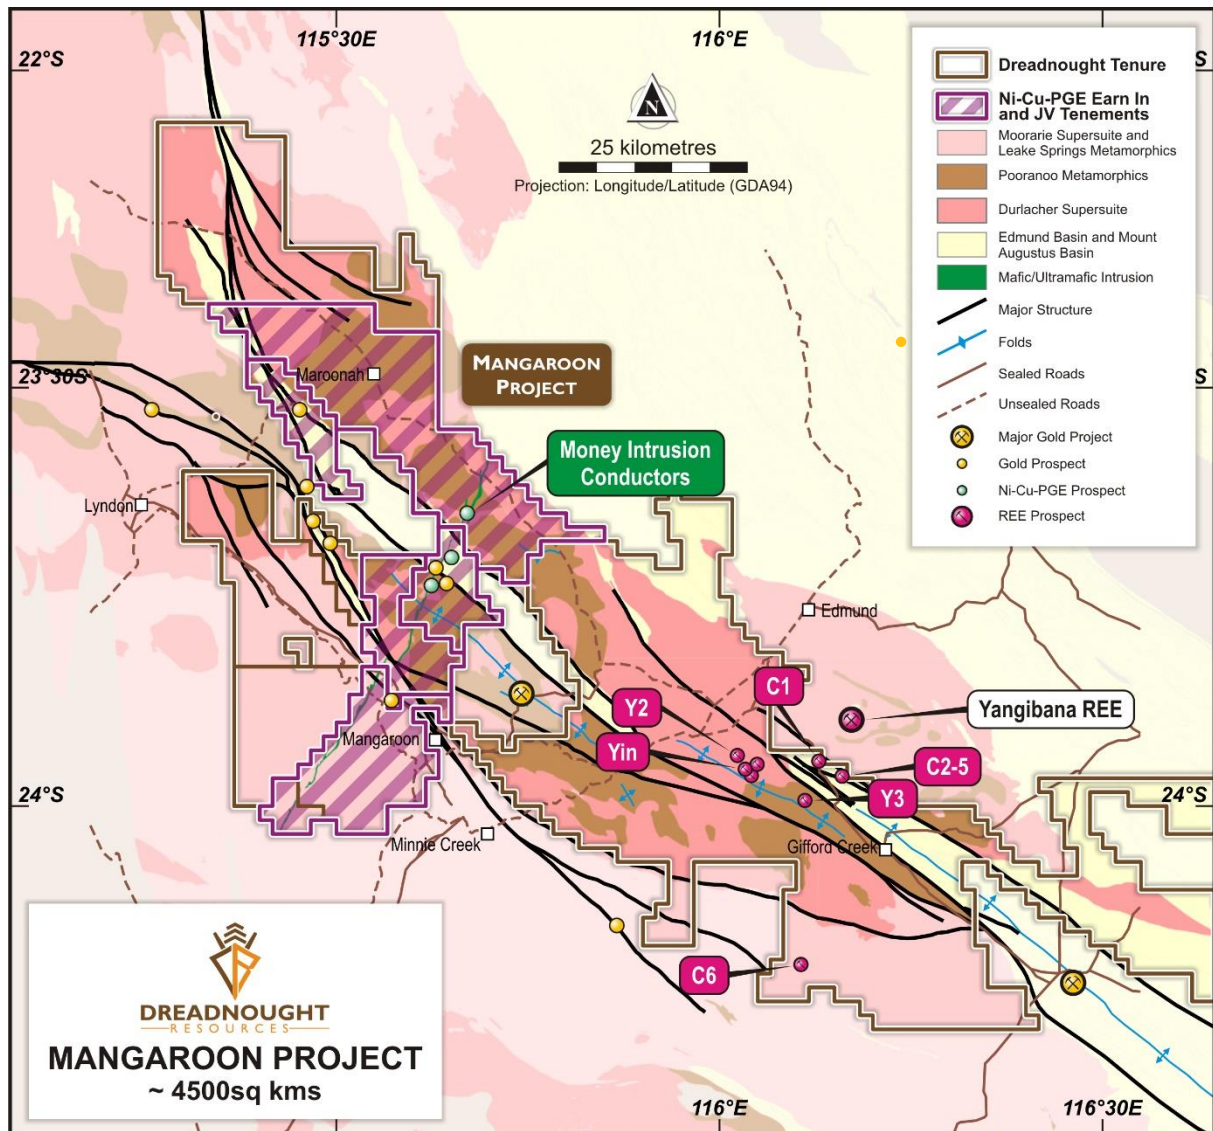 115°30E
116°E
22°S
S
N
25 kilometres
Projection: Longitude/Latitude (GDA94)
Dreadnought Tenure
Ni-Cu-PGE Earn In
and JV Tenements
Moorarie Supersuite and
Leake Springs Metamorphics
Pooranoo Metamorphics
Durlacher Supersuite
Edmund Basin and Mount
Augustus Basin
Mafic/Ultramafic Intrusion
Major Structure
Folds
Sealed Roads
Unsealed Roads
Major Gold Project
Gold Prospect
Ni-Cu-PGE Prospect
REE Prospect
23°30S
S
Maroonah
MANGAROON
PROJECT
Money Intrusion
Conductors
Lyndon
Edmund
C1
Y2
Yangibana REE
Mangaroon
Yin
C2-5
Y3
24°S
24°S
Minnie Creek
Gifford Creek
C6
DREADNOUGHT
RESOURCES
MANGAROON PROJECT
~ 4500sq kms
116°E
116°30E